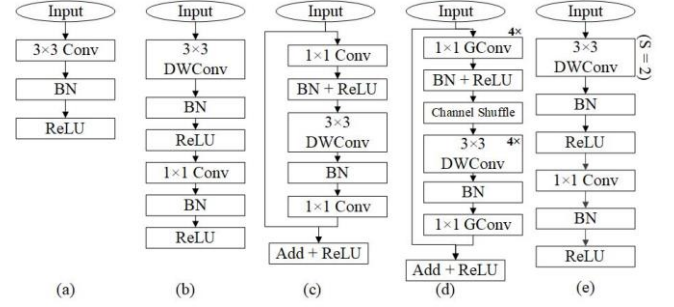 Input
3×3 Conv
BN
ReLU
(a)
Input
3×3
DWConv
BN
ReLU
1×1 Conv
BN
ReLU
(b)
Input
1×1 Conv
BN + ReLU
3×3
DWConv
BN
1×1 Conv
Add + ReLU
(c)
Input
4×
1×1 GConv
BN + ReLU
Channel Shuffle
3×3 4×
DWConv
BN
1×1 GConv
Add + ReLU
(d)
Input
3×3
DWConv
(S = 2)
BN
ReLU
1×1 Conv
BN
ReLU
(e)